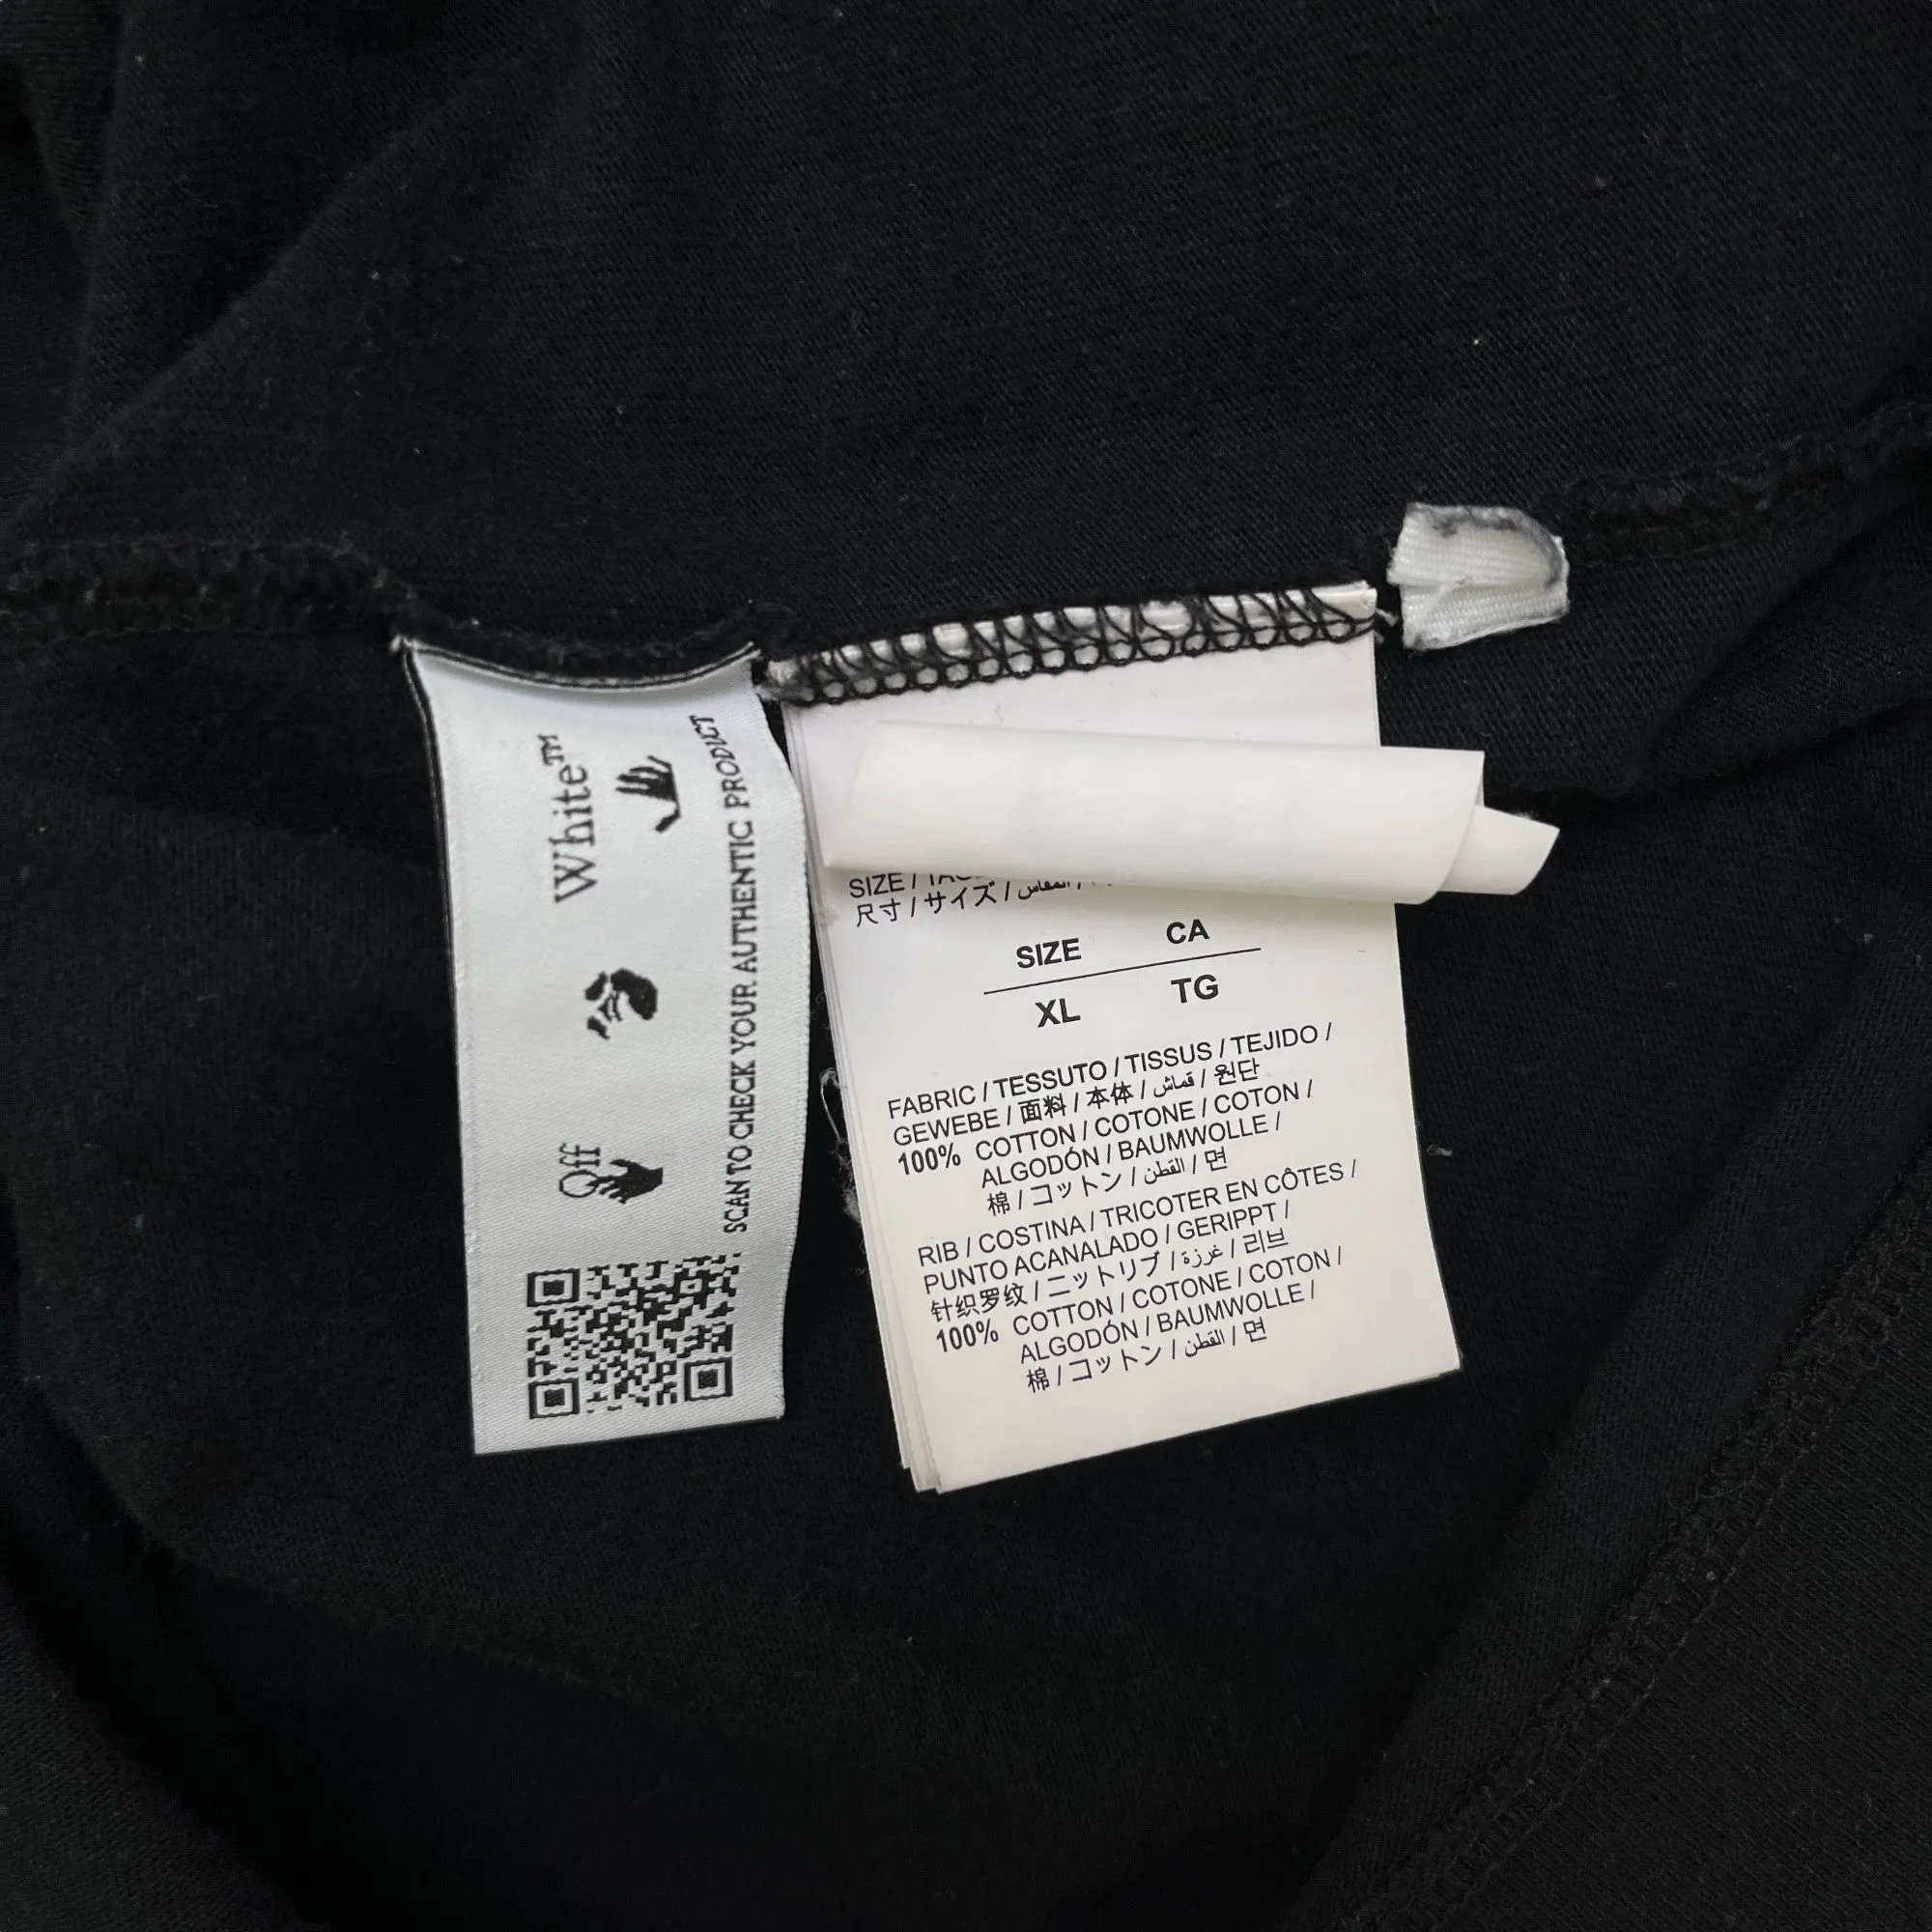 Off White™
SCAN TO CHECK YOUR AUTHENTIC PRODUCT
SIZE /
尺寸 / サイズ / المقاس /
SIZE CA
XL TG
FABRIC / TESSUTO / TISSUS / TEJIDO /
GEWEBE / 面料 / 本体 / قماش / 원단
100% COTTON / COTONE / COTON /
ALGODÓN / BAUMWOLLE /
棉 / コットン / القطن / 면
RIB / COSTINA / TRICOTER EN CÔTES /
PUNTO ACANALADO / GERIPPT /
针织罗纹 / ニットリブ / غرزة / 리브
100% COTTON / COTONE / COTON /
ALGODÓN / BAUMWOLLE /
棉 / コットン / القطن / 면